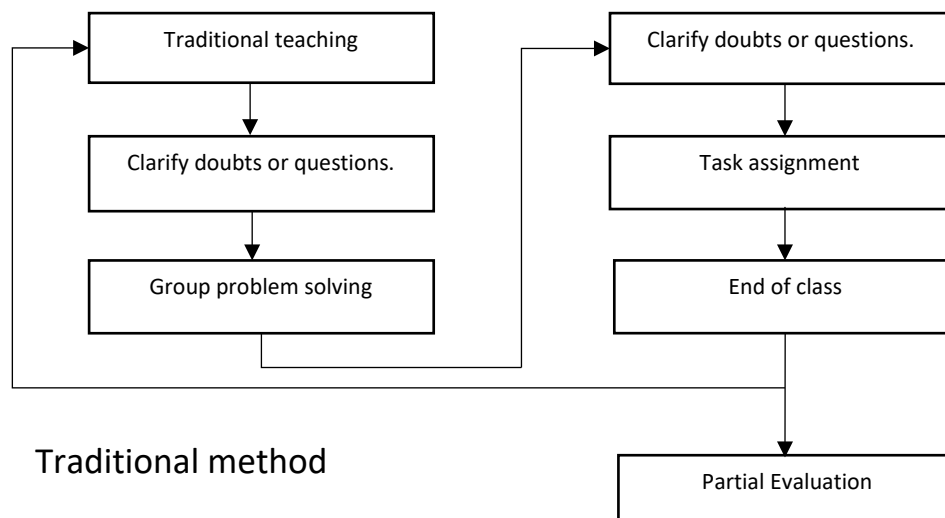 Traditional teaching
Clarify doubts or questions.
Group problem solving
Clarify doubts or questions.
Task assignment
End of class
Partial Evaluation
Traditional method